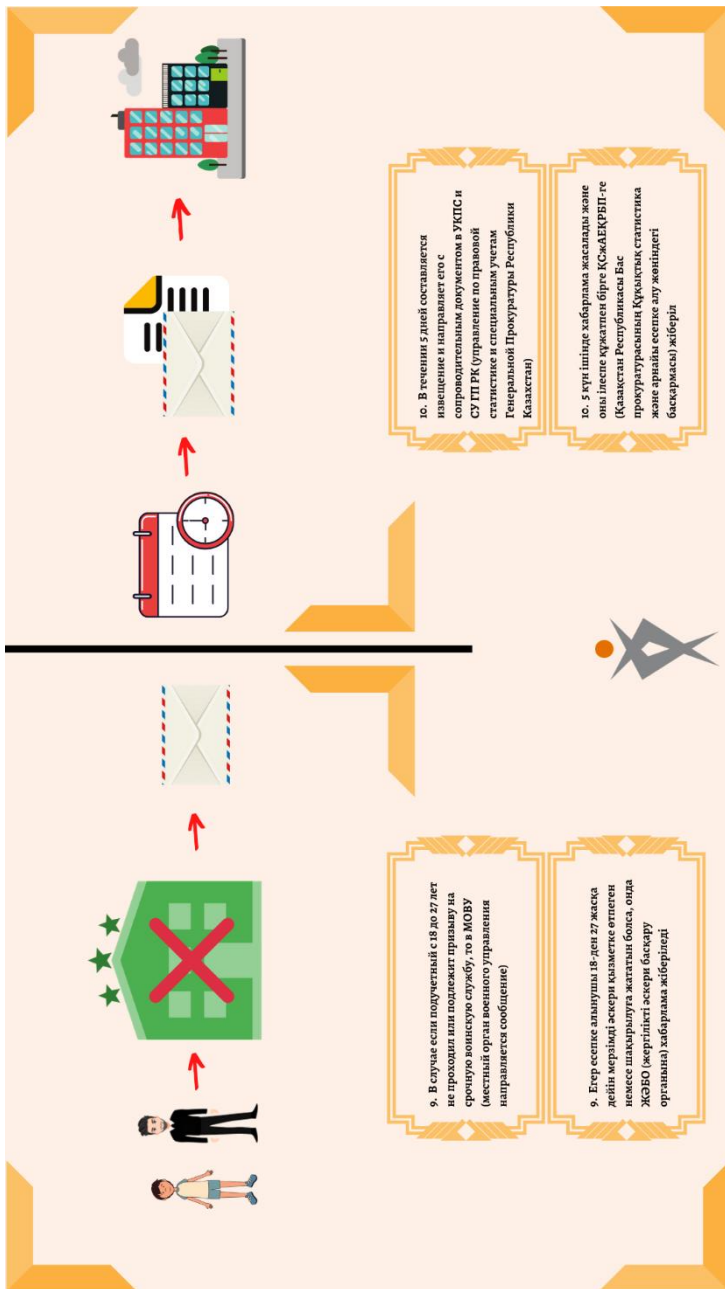 9. В случае если подучетный с 18 до 27 лет
не проходил или подлежит призыву на
срочную воинскую службу, то в МОВУ
(местный орган военного управления
направляется сообщение)
9. Егер есепке алынушы 18-ден 27 жасқа
дейін мерзімді әскери қызметке өтпеген
немесе шақырылуға жататын болса, онда
ЖӘБО (жергілікті әскери басқару
органына) хабарлама жіберіледі
10. В течении 5 дней составляется
извещение и направляет его с
сопроводительным документом в УКПС и
СУ ГП РК (управление по правовой
статистике и специальным учетам
Генеральной Прокуратуры Республики
Казахстан)
10. 5 күн ішінде хабарлама жасалады және
оны ілеспе құжатпен бірге ҚСжАЕҚРБП-ге
(Қазақстан Республикасы Бас
прокуратурасының Құқықтық статистика
және арнайы есепке алу жөніндегі
басқармасы) жіберіл